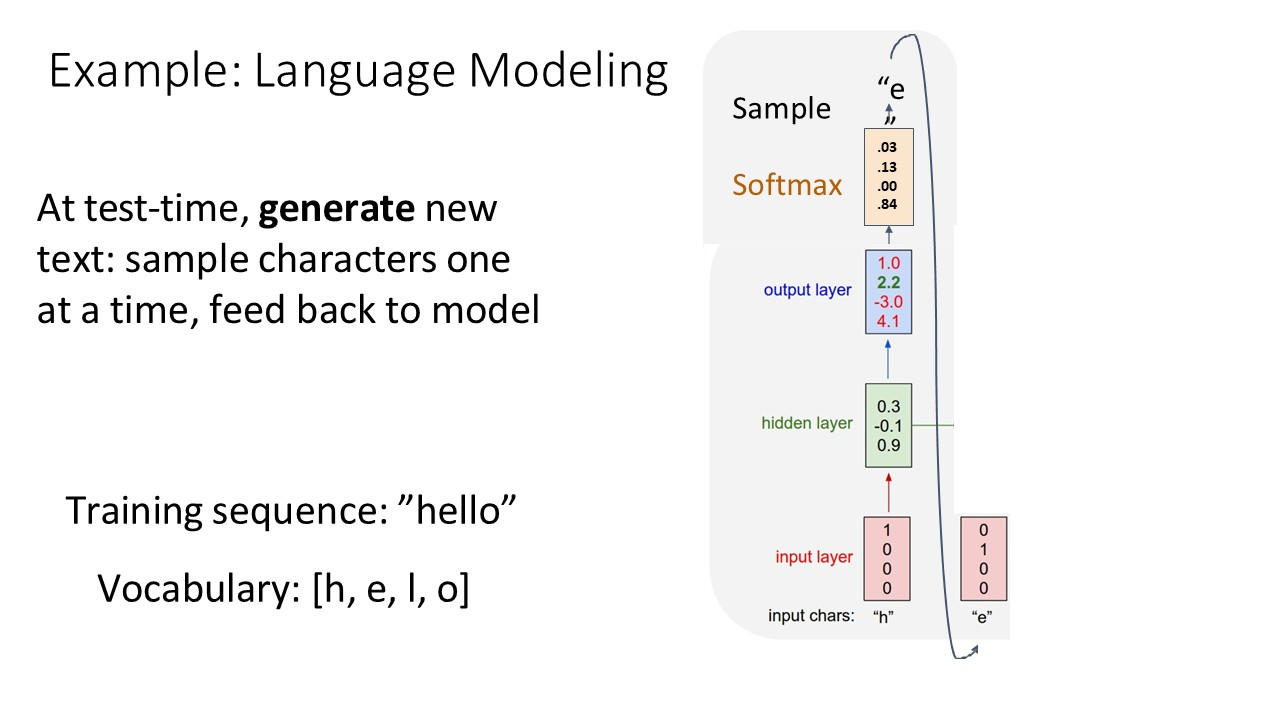 Example: Language Modeling
At test-time, generate new
text: sample characters one
at a time, feed back to model
Training sequence: ”hello”
Vocabulary: [h, e, l, o]
Sample
“e
”
Softmax
.03
.13
.00
.84
output layer
1.0
2.2
-3.0
4.1
hidden layer
0.3
-0.1
0.9
input layer
1
0
0
0
0
1
0
0
input chars: “h” “e”